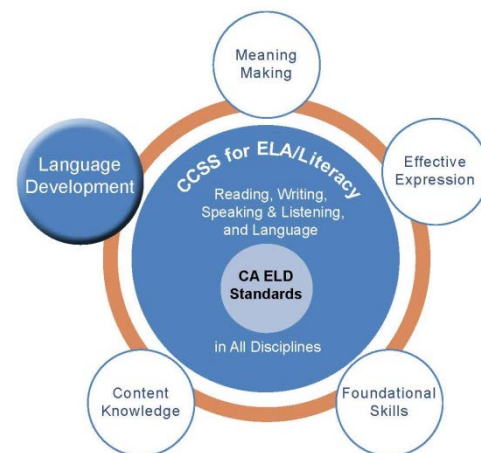 Meaning
Making
Language
Development
Effective
Expression
CCSS for ELA/Literacy
Reading, Writing,
Speaking & Listening,
and Language
CA ELD
Standards
in All Disciplines
Content
Knowledge
Foundational
Skills